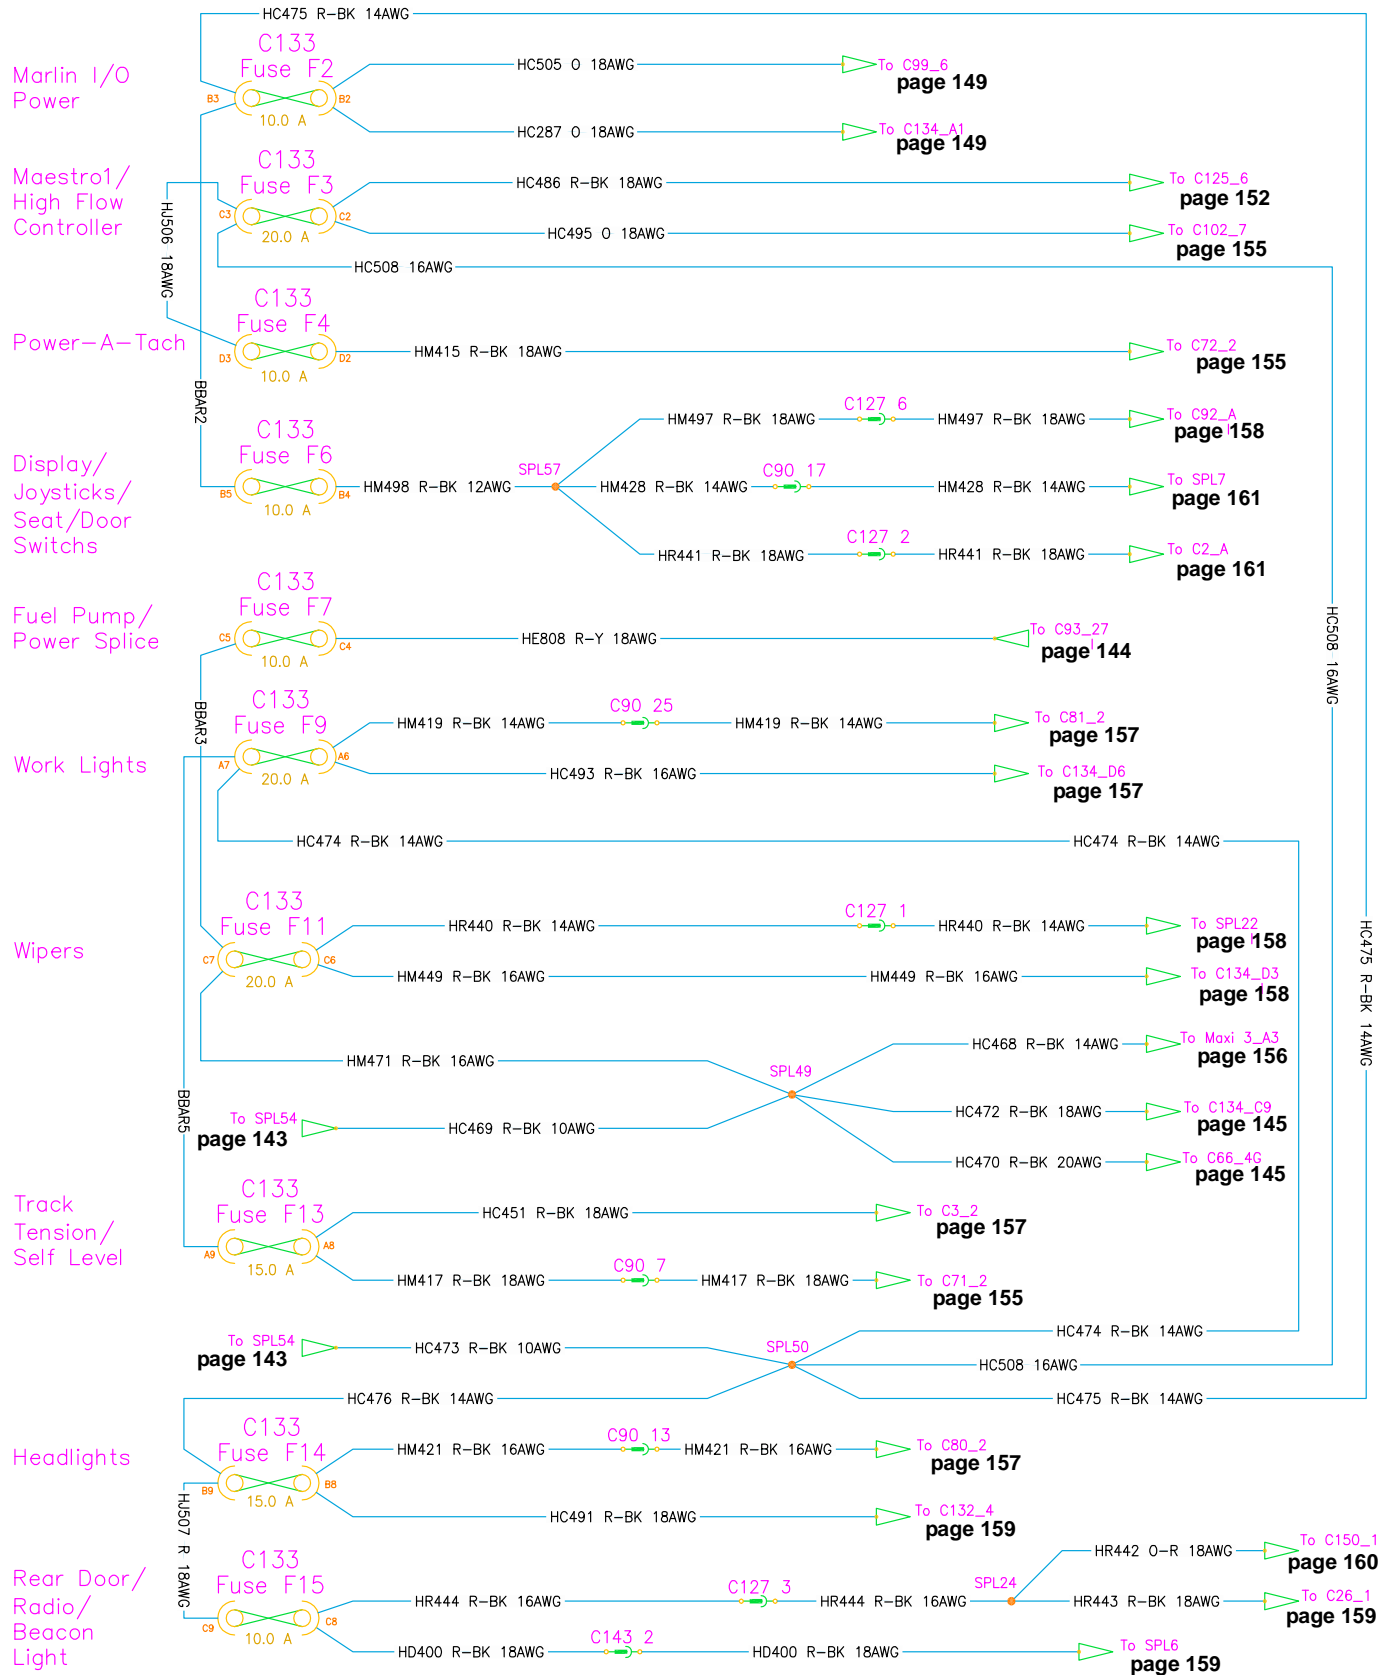 HC475 R-BK 14AWG
Marlin I/O
Power
C133
Fuse F2
B3
B2
10.0 A
HC505 O 18AWG
To C99_6
page 149
HC287 O 18AWG
To C134_A1
page 149
Maestro1/
High Flow
Controller
C133
Fuse F3
C3
C2
20.0 A
HC486 R-BK 18AWG
To C125_6
page 152
HC495 O 18AWG
To C102_7
page 155
HC508 16AWG
HJ506 18AWG
Power-A-Tach
C133
Fuse F4
D3
D2
10.0 A
HM415 R-BK 18AWG
To C72_2
page 155
BBAR2
Display/
Joysticks/
Seat/Door
Switchs
C133
Fuse F6
B5
B4
10.0 A
HM498 R-BK 12AWG
SPL57
HM497 R-BK 18AWG
C127 6
HM497 R-BK 18AWG
To C92_A
page 158
HM428 R-BK 14AWG
C90 17
HM428 R-BK 14AWG
To SPL7
page 161
HR441 R-BK 18AWG
C127 2
HR441 R-BK 18AWG
To C2_A
page 161
Fuel Pump/
Power Splice
C133
Fuse F7
C5
C4
10.0 A
HE808 R-Y 18AWG
To C93_27
page 144
HC508 16AWG
BBAR3
Work Lights
C133
Fuse F9
A7
A6
20.0 A
HM419 R-BK 14AWG
C90 25
HM419 R-BK 14AWG
To C81_2
page 157
HC493 R-BK 16AWG
To C134_D6
page 157
HC474 R-BK 14AWG
HC474 R-BK 14AWG
Wipers
C133
Fuse F11
C7
C6
20.0 A
HR440 R-BK 14AWG
C127 1
HR440 R-BK 14AWG
To SPL22
page 158
HM449 R-BK 16AWG
HM449 R-BK 16AWG
To C134_D3
page 158
HC475 R-BK 14AWG
HM471 R-BK 16AWG
SPL49
HC468 R-BK 14AWG
To Maxi 3_A3
page 156
BBAR5
To SPL54
page 143
HC469 R-BK 10AWG
HC472 R-BK 18AWG
To C134_C9
page 145
HC470 R-BK 20AWG
To C66_4G
page 145
Track
Tension/
Self Level
C133
Fuse F13
A9
A8
15.0 A
HC451 R-BK 18AWG
To C3_2
page 157
HM417 R-BK 18AWG
C90 7
HM417 R-BK 18AWG
To C71_2
page 155
To SPL54
page 143
HC473 R-BK 10AWG
SPL50
HC474 R-BK 14AWG
HC508 16AWG
HC476 R-BK 14AWG
HC475 R-BK 14AWG
Headlights
C133
Fuse F14
B9
B8
15.0 A
HM421 R-BK 16AWG
C90 13
HM421 R-BK 16AWG
To C80_2
page 157
HC491 R-BK 18AWG
To C132_4
page 159
HJ507 R 18AWG
Rear Door/
Radio/
Beacon
Light
C133
Fuse F15
C9
C8
10.0 A
HR444 R-BK 16AWG
C127 3
HR444 R-BK 16AWG
SPL24
HR442 O-R 18AWG
To C150_1
page 160
HR443 R-BK 18AWG
To C26_1
page 159
HD400 R-BK 18AWG
C143 2
HD400 R-BK 18AWG
To SPL6
page 159